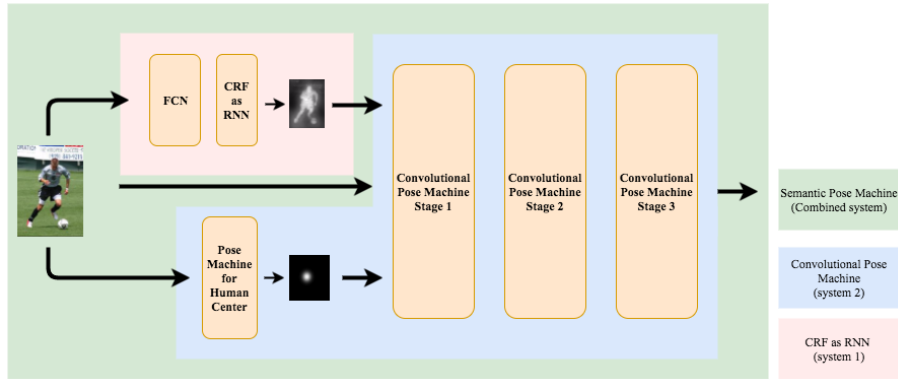 FCN
CRF
as
RNN
Convolutional
Pose Machine
Stage 1
Convolutional
Pose Machine
Stage 2
Convolutional
Pose Machine
Stage 3
Pose
Machine
for
Human
Center
Semantic Pose Machine
(Combined system)
Convolutional Pose
Machine
(system 2)
CRF as RNN
(system 1)